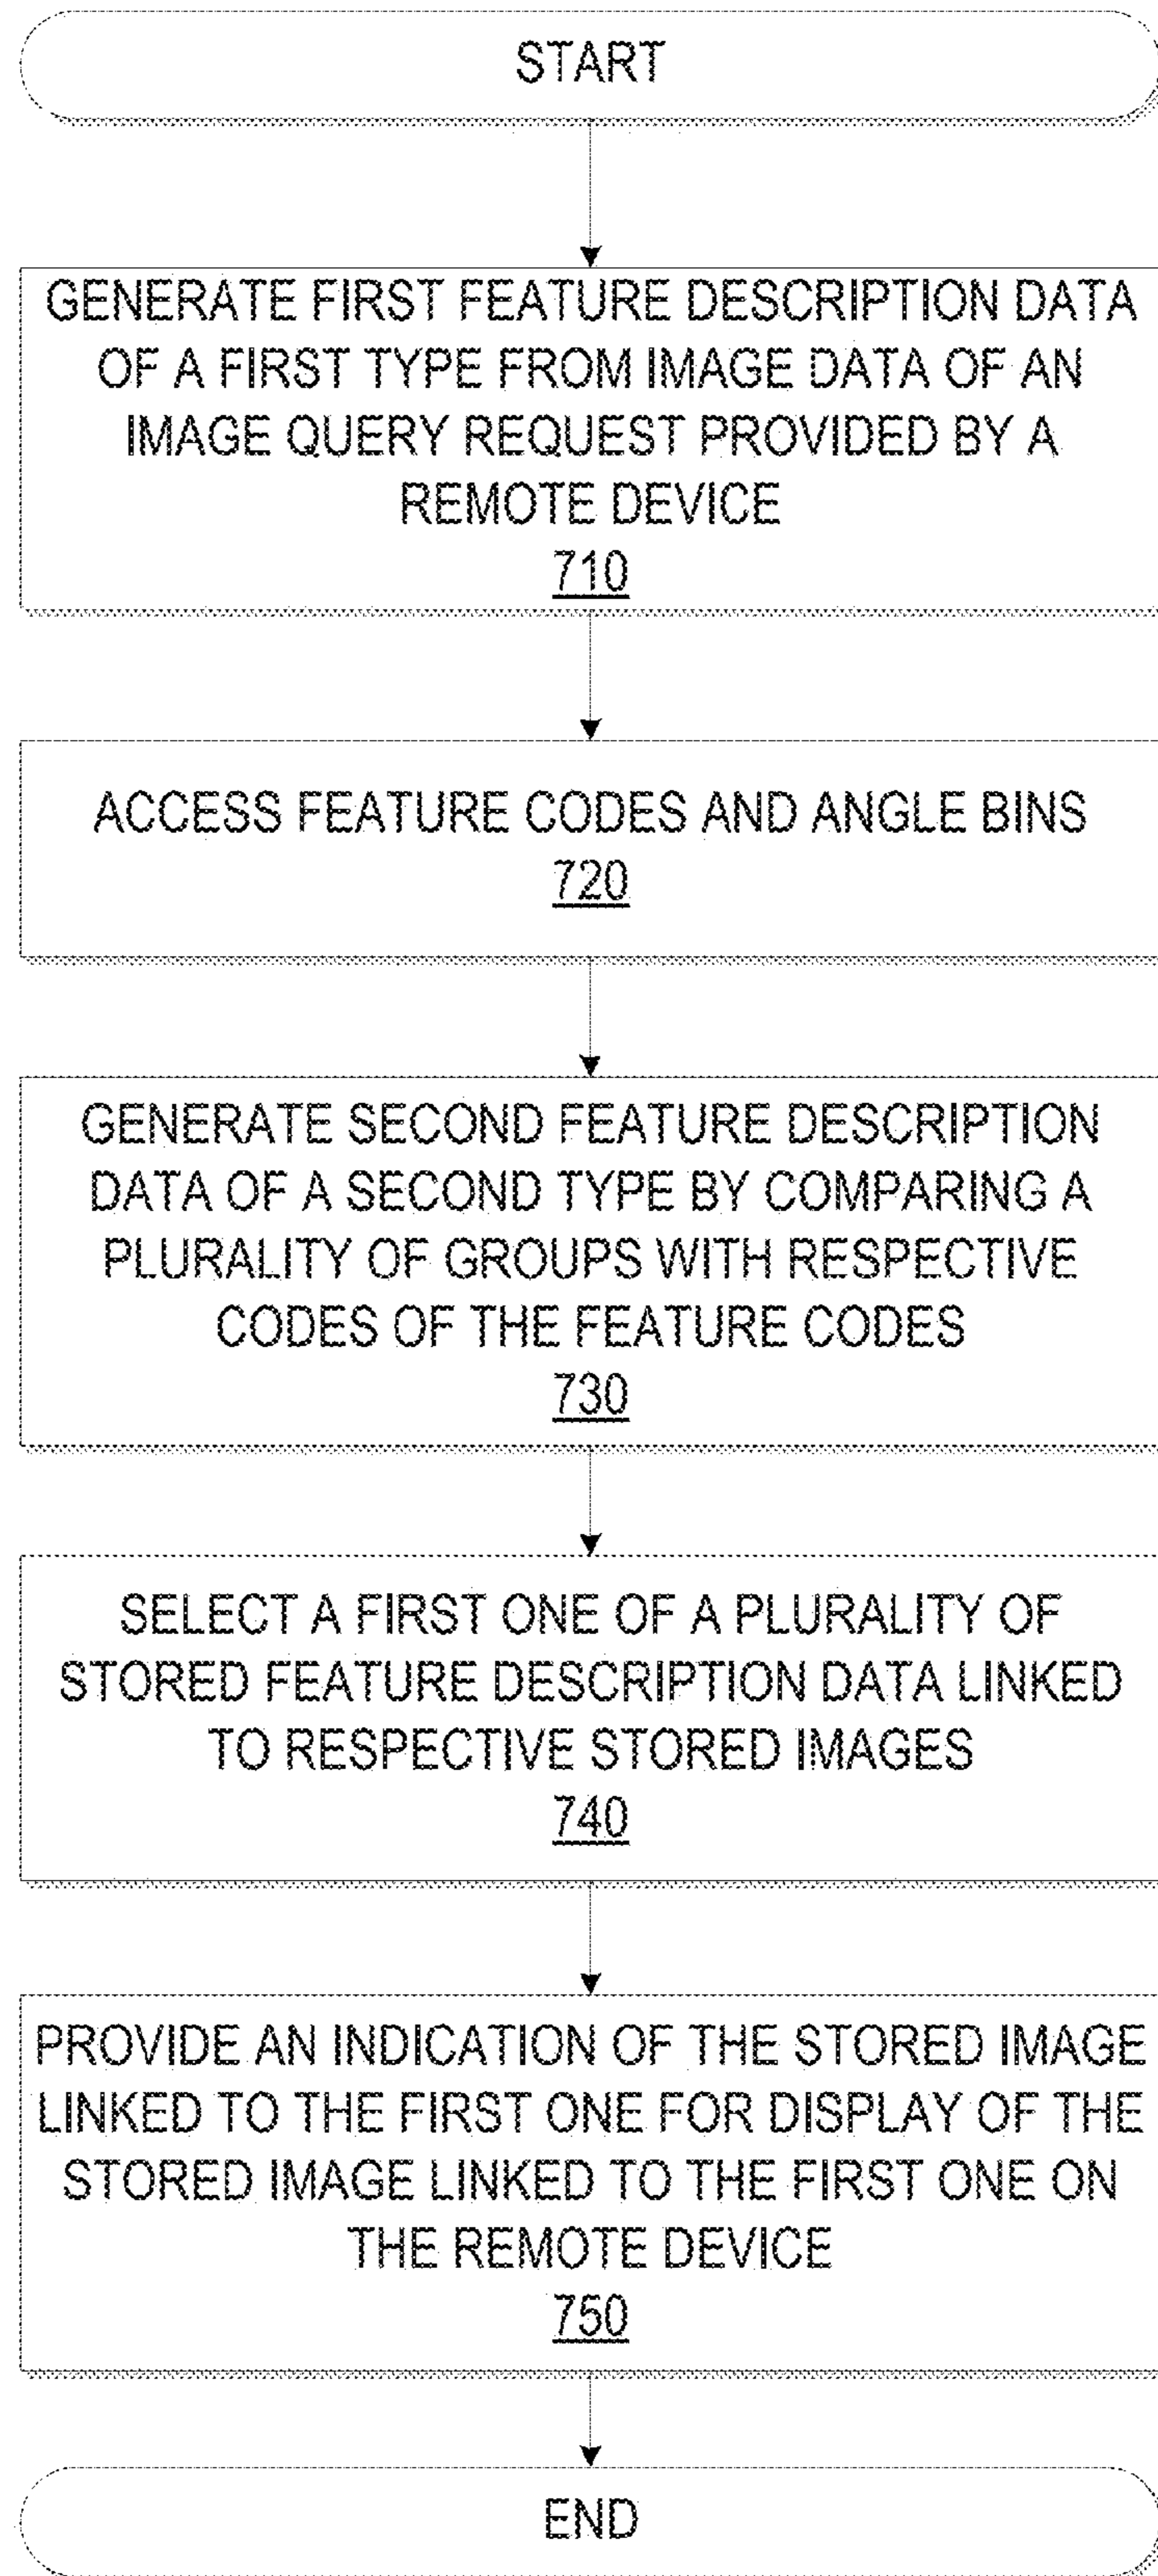 START
GENERATE FIRST FEATURE DESCRIPTION DATA
OF A FIRST TYPE FROM IMAGE DATA OF AN
IMAGE QUERY REQUEST PROVIDED BY A
REMOTE DEVICE
710
ACCESS FEATURE CODES AND ANGLE BINS
720
GENERATE SECOND FEATURE DESCRIPTION
DATA OF A SECOND TYPE BY COMPARING A
PLURALITY OF GROUPS WITH RESPECTIVE
CODES OF THE FEATURE CODES
730
SELECT A FIRST ONE OF A PLURALITY OF
STORED FEATURE DESCRIPTION DATA LINKED
TO RESPECTIVE STORED IMAGES
740
PROVIDE AN INDICATION OF THE STORED IMAGE
LINKED TO THE FIRST ONE FOR DISPLAY OF THE
STORED IMAGE LINKED TO THE FIRST ONE ON
THE REMOTE DEVICE
750
END